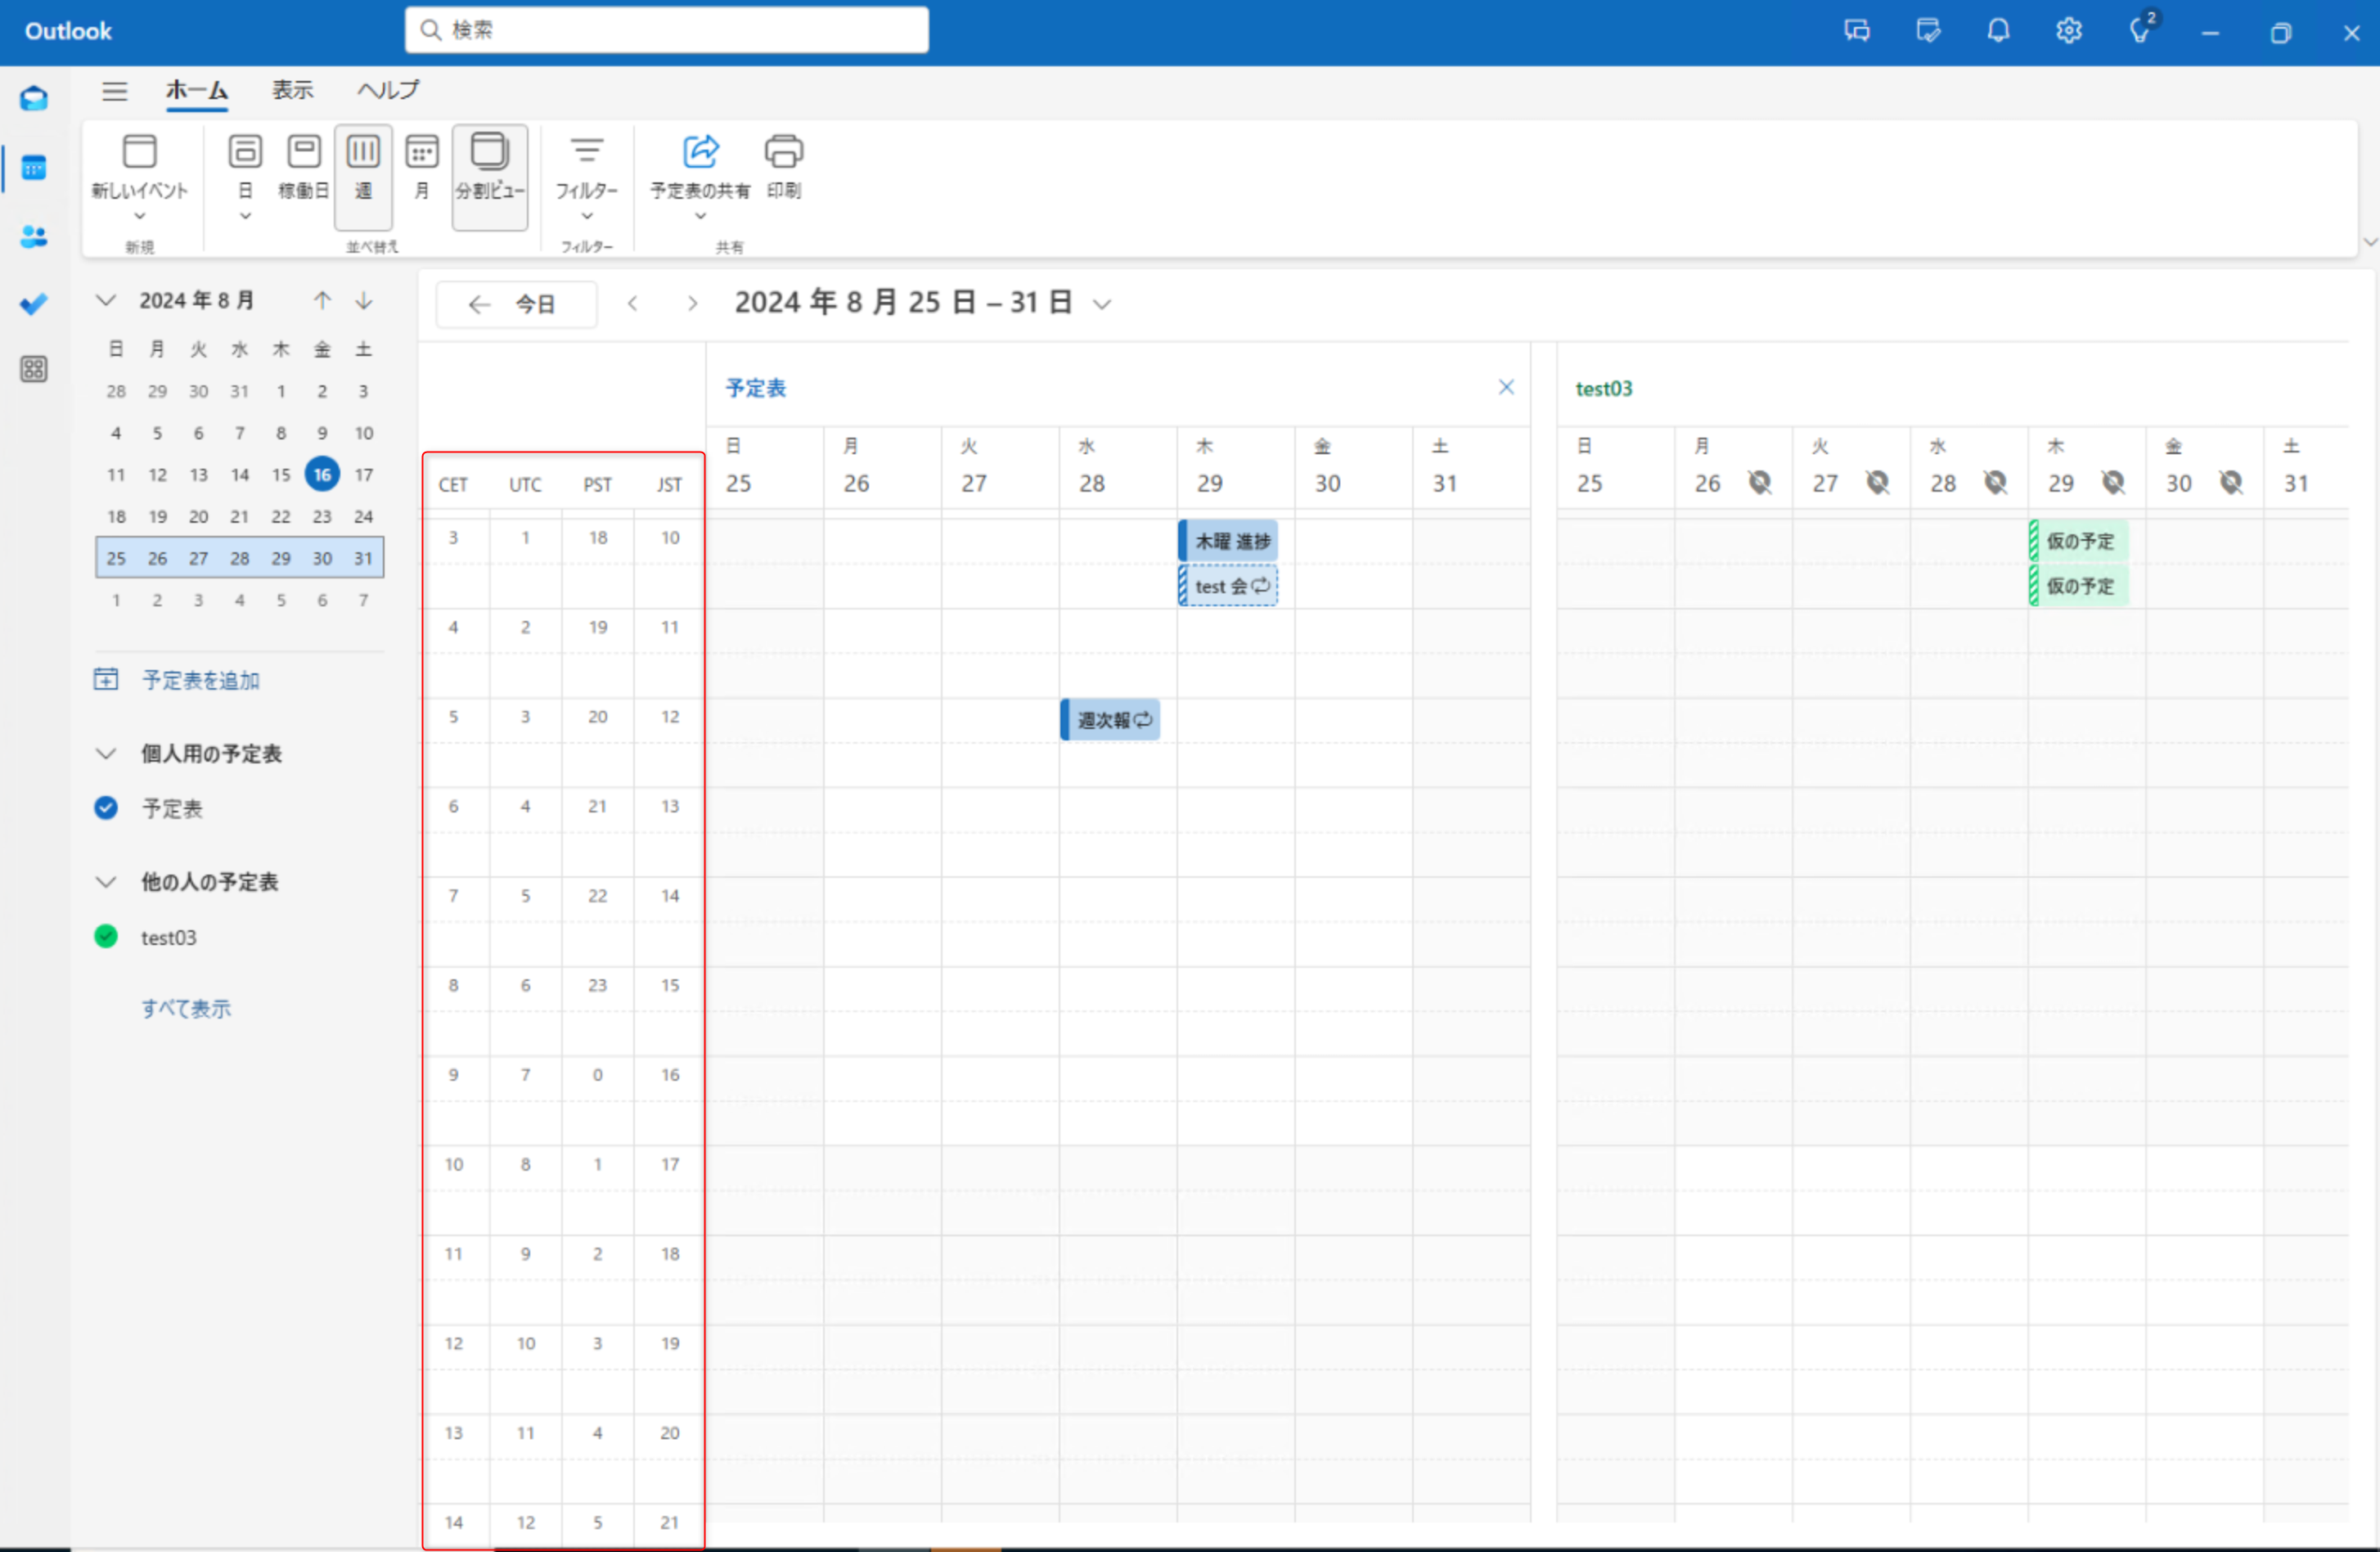 Outlook
検索
2
ホーム 表示 ヘルプ
新しいイベント 日 稼働日 週 月 分割ビュー フィルター 予定表の共有 印刷
新規 並べ替え フィルター 共有
2024 年 8 月
日 月 火 水 木 金 土
28 29 30 31 1 2 3
4 5 6 7 8 9 10
11 12 13 14 15 16 17
18 19 20 21 22 23 24
25 26 27 28 29 30 31
1 2 3 4 5 6 7
予定表を追加
個人用の予定表
予定表
他の人の予定表
test03
すべて表示
今日 2024 年 8 月 25 日 – 31 日
予定表 test03
日 月 火 水 木 金 土 日 月 火 水 木 金 土
CET UTC PST JST 25 26 27 28 29 30 31 25 26 27 28 29 30 31
3 1 18 10 木曜 進捗 仮の予定
test 会 仮の予定
4 2 19 11
5 3 20 12 週次報
6 4 21 13
7 5 22 14
8 6 23 15
9 7 0 16
10 8 1 17
11 9 2 18
12 10 3 19
13 11 4 20
14 12 5 21